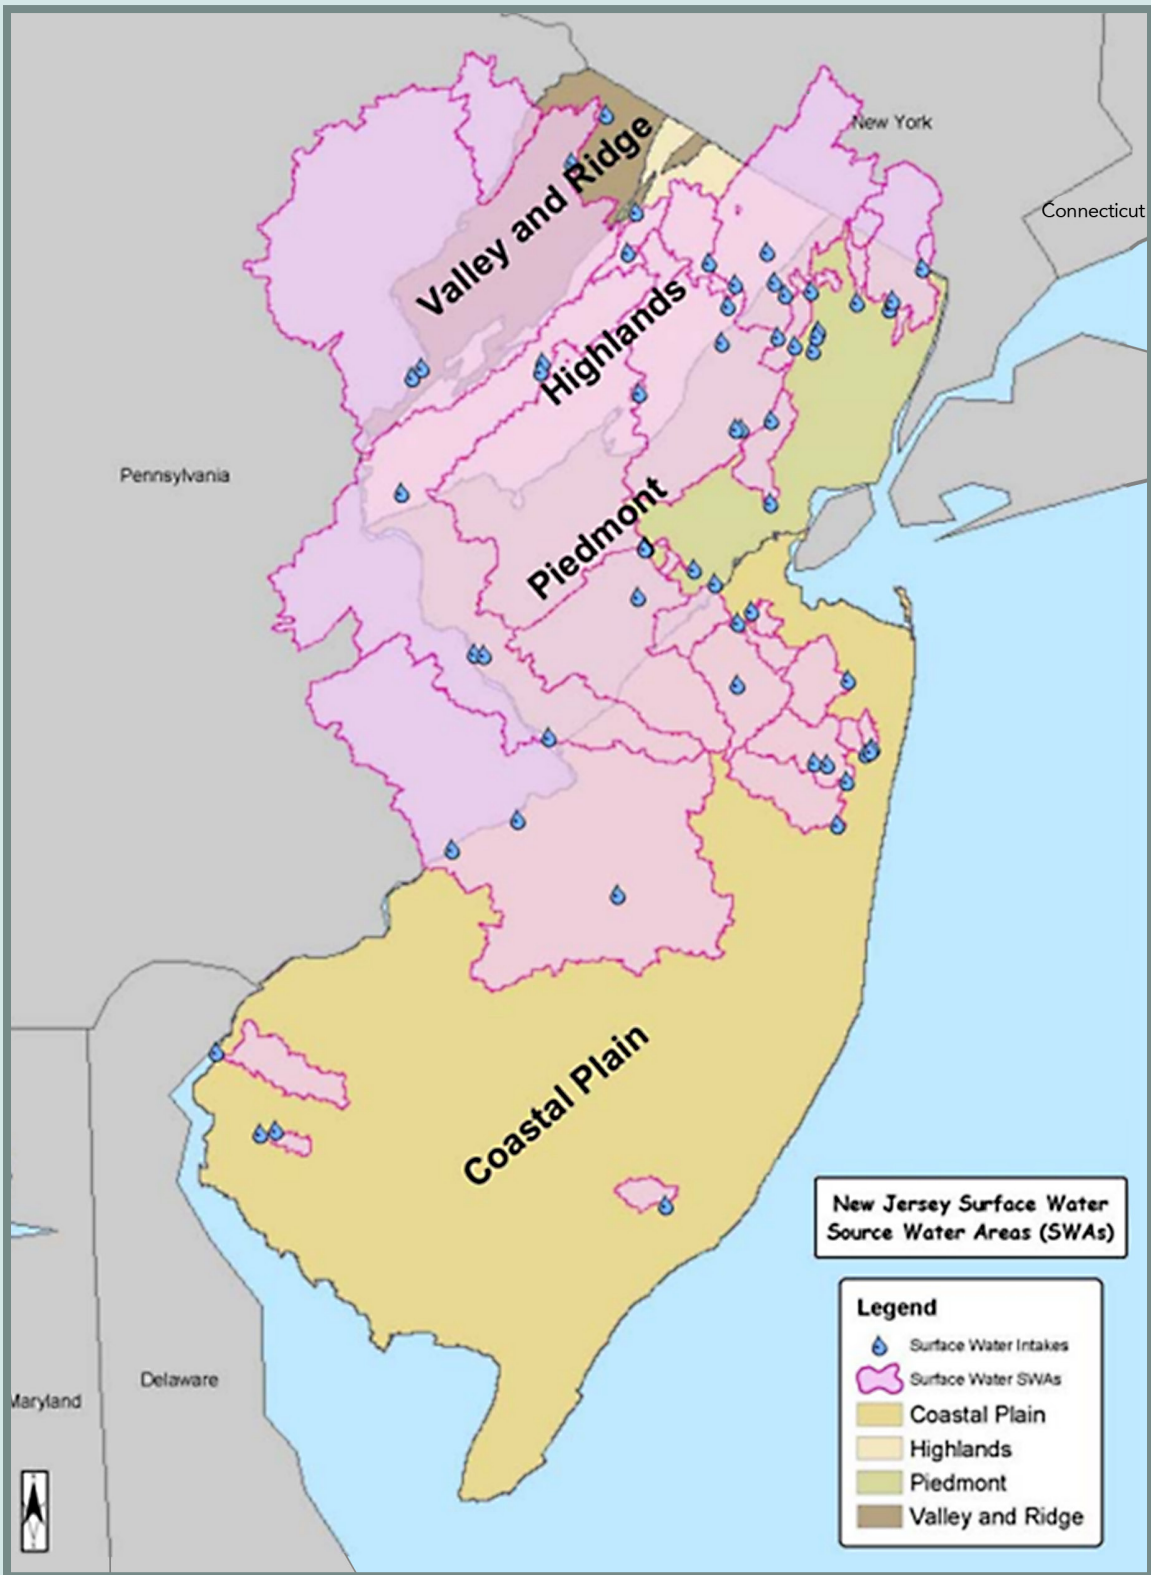 New York
Connecticut
Valley and Ridge
Highlands
Pennsylvania
Piedmont
Coastal Plain
New Jersey Surface Water
Source Water Areas (SWAs)
Legend
Surface Water Intakes
Surface Water SWAs
Coastal Plain
Highlands
Piedmont
Valley and Ridge
Delaware
Maryland